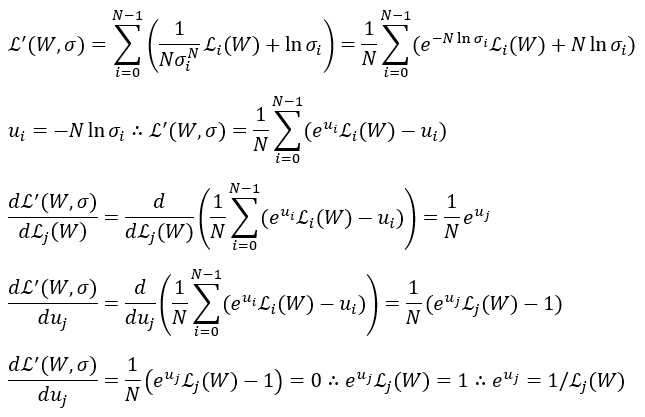 ℒ′(W, σ) = ∑_{i=0}^{N−1} (1/(Nσ_i^N) ℒ_i(W) + ln σ_i) = 1/N ∑_{i=0}^{N−1} (e^{−N ln σ_i} ℒ_i(W) + N ln σ_i)
u_i = −N ln σ_i ∴ ℒ′(W, σ) = 1/N ∑_{i=0}^{N−1} (e^{u_i} ℒ_i(W) − u_i)
dℒ′(W, σ)/dℒ_j(W) = d/dℒ_j(W) (1/N ∑_{i=0}^{N−1} (e^{u_i} ℒ_i(W) − u_i)) = 1/N e^{u_j}
dℒ′(W, σ)/du_j = d/du_j (1/N ∑_{i=0}^{N−1} (e^{u_i} ℒ_i(W) − u_i)) = 1/N (e^{u_j} ℒ_j(W) − 1)
dℒ′(W, σ)/du_j = 1/N (e^{u_j} ℒ_j(W) − 1) = 0 ∴ e^{u_j} ℒ_j(W) = 1 ∴ e^{u_j} = 1/ℒ_j(W)